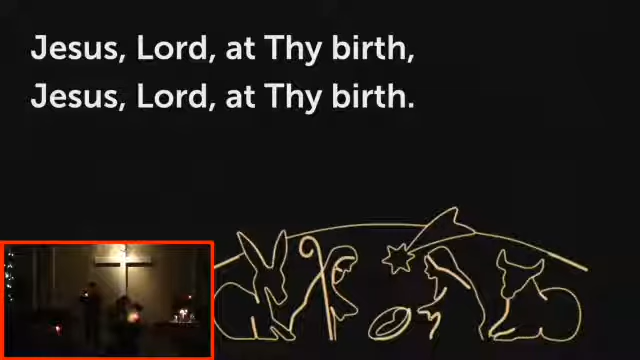 Jesus, Lord, at Thy birth,
Jesus, Lord, at Thy birth.